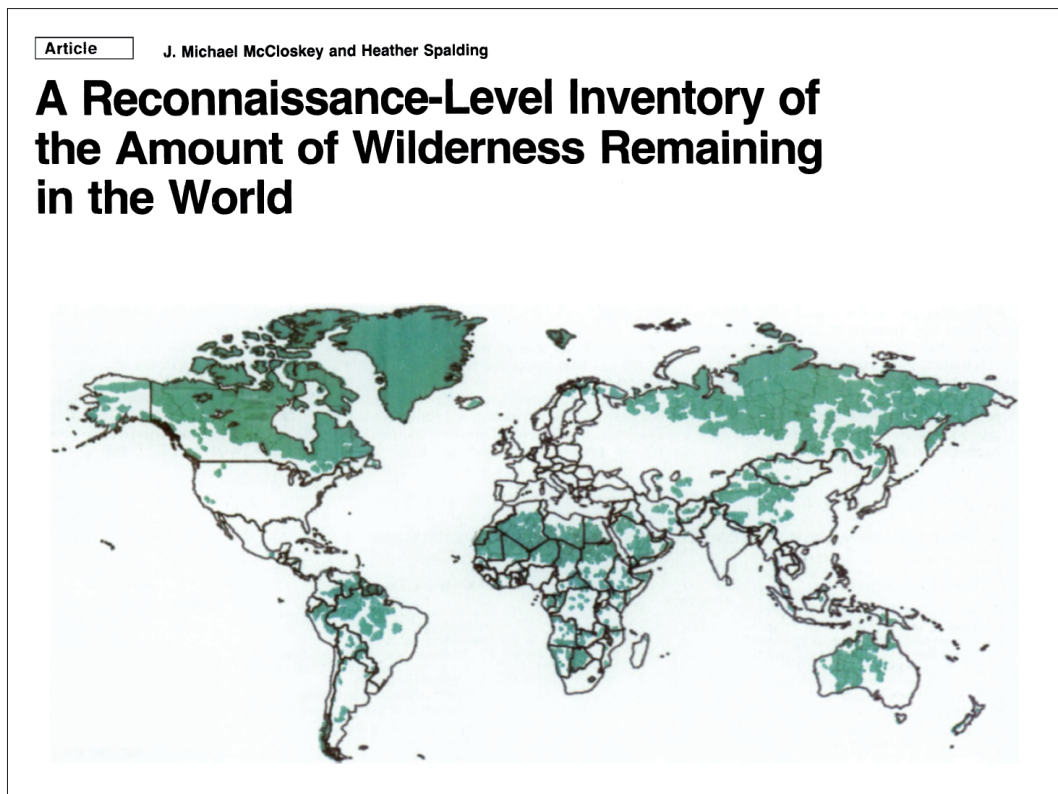 Article
J. Michael McCloskey and Heather Spalding
A Reconnaissance-Level Inventory of
the Amount of Wilderness Remaining
in the World